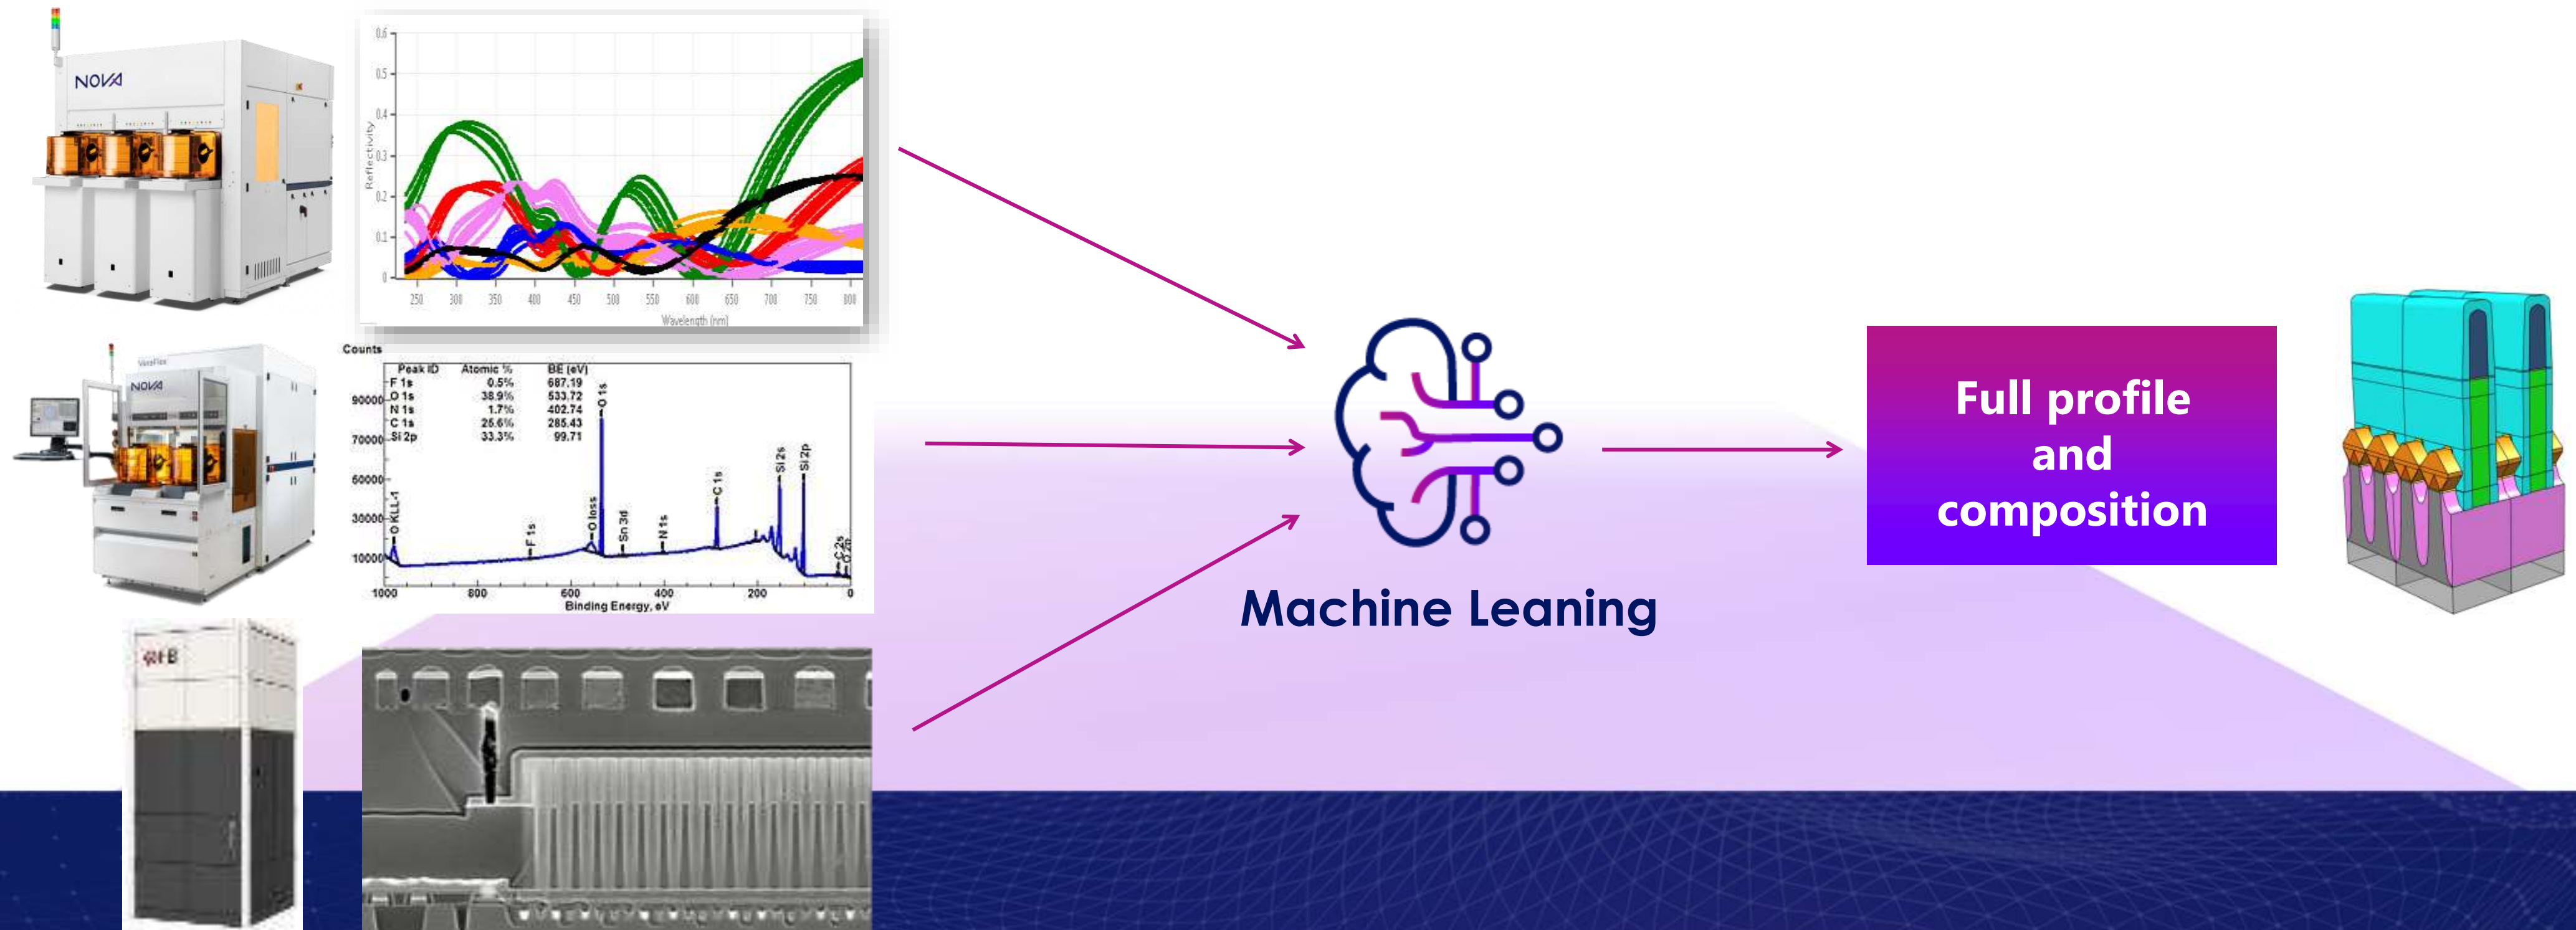 NOVA
0.6
0.5
0.4
0.3
0.2
0.1
0
Reflectivity
250 300 350 400 450 500 550 600 650 700 750 800
Wavelength (nm)
VeraFlex
NOVA
Counts
Peak ID Atomic % BE (eV)
F 1s 0.5% 687.19
O 1s 38.9% 533.72
N 1s 1.7% 402.74
C 1s 25.6% 285.43
Si 2p 33.3% 99.71
90000
70000
50000
30000
10000
O KLL-1
F 1s
O loss
O 1s
Sn 3d
N 1s
C 1s
Si 2s
Si 2p
C 2s
1000 800 600 400 200 0
Binding Energy, eV
Machine Leaning
Full profile
and
composition